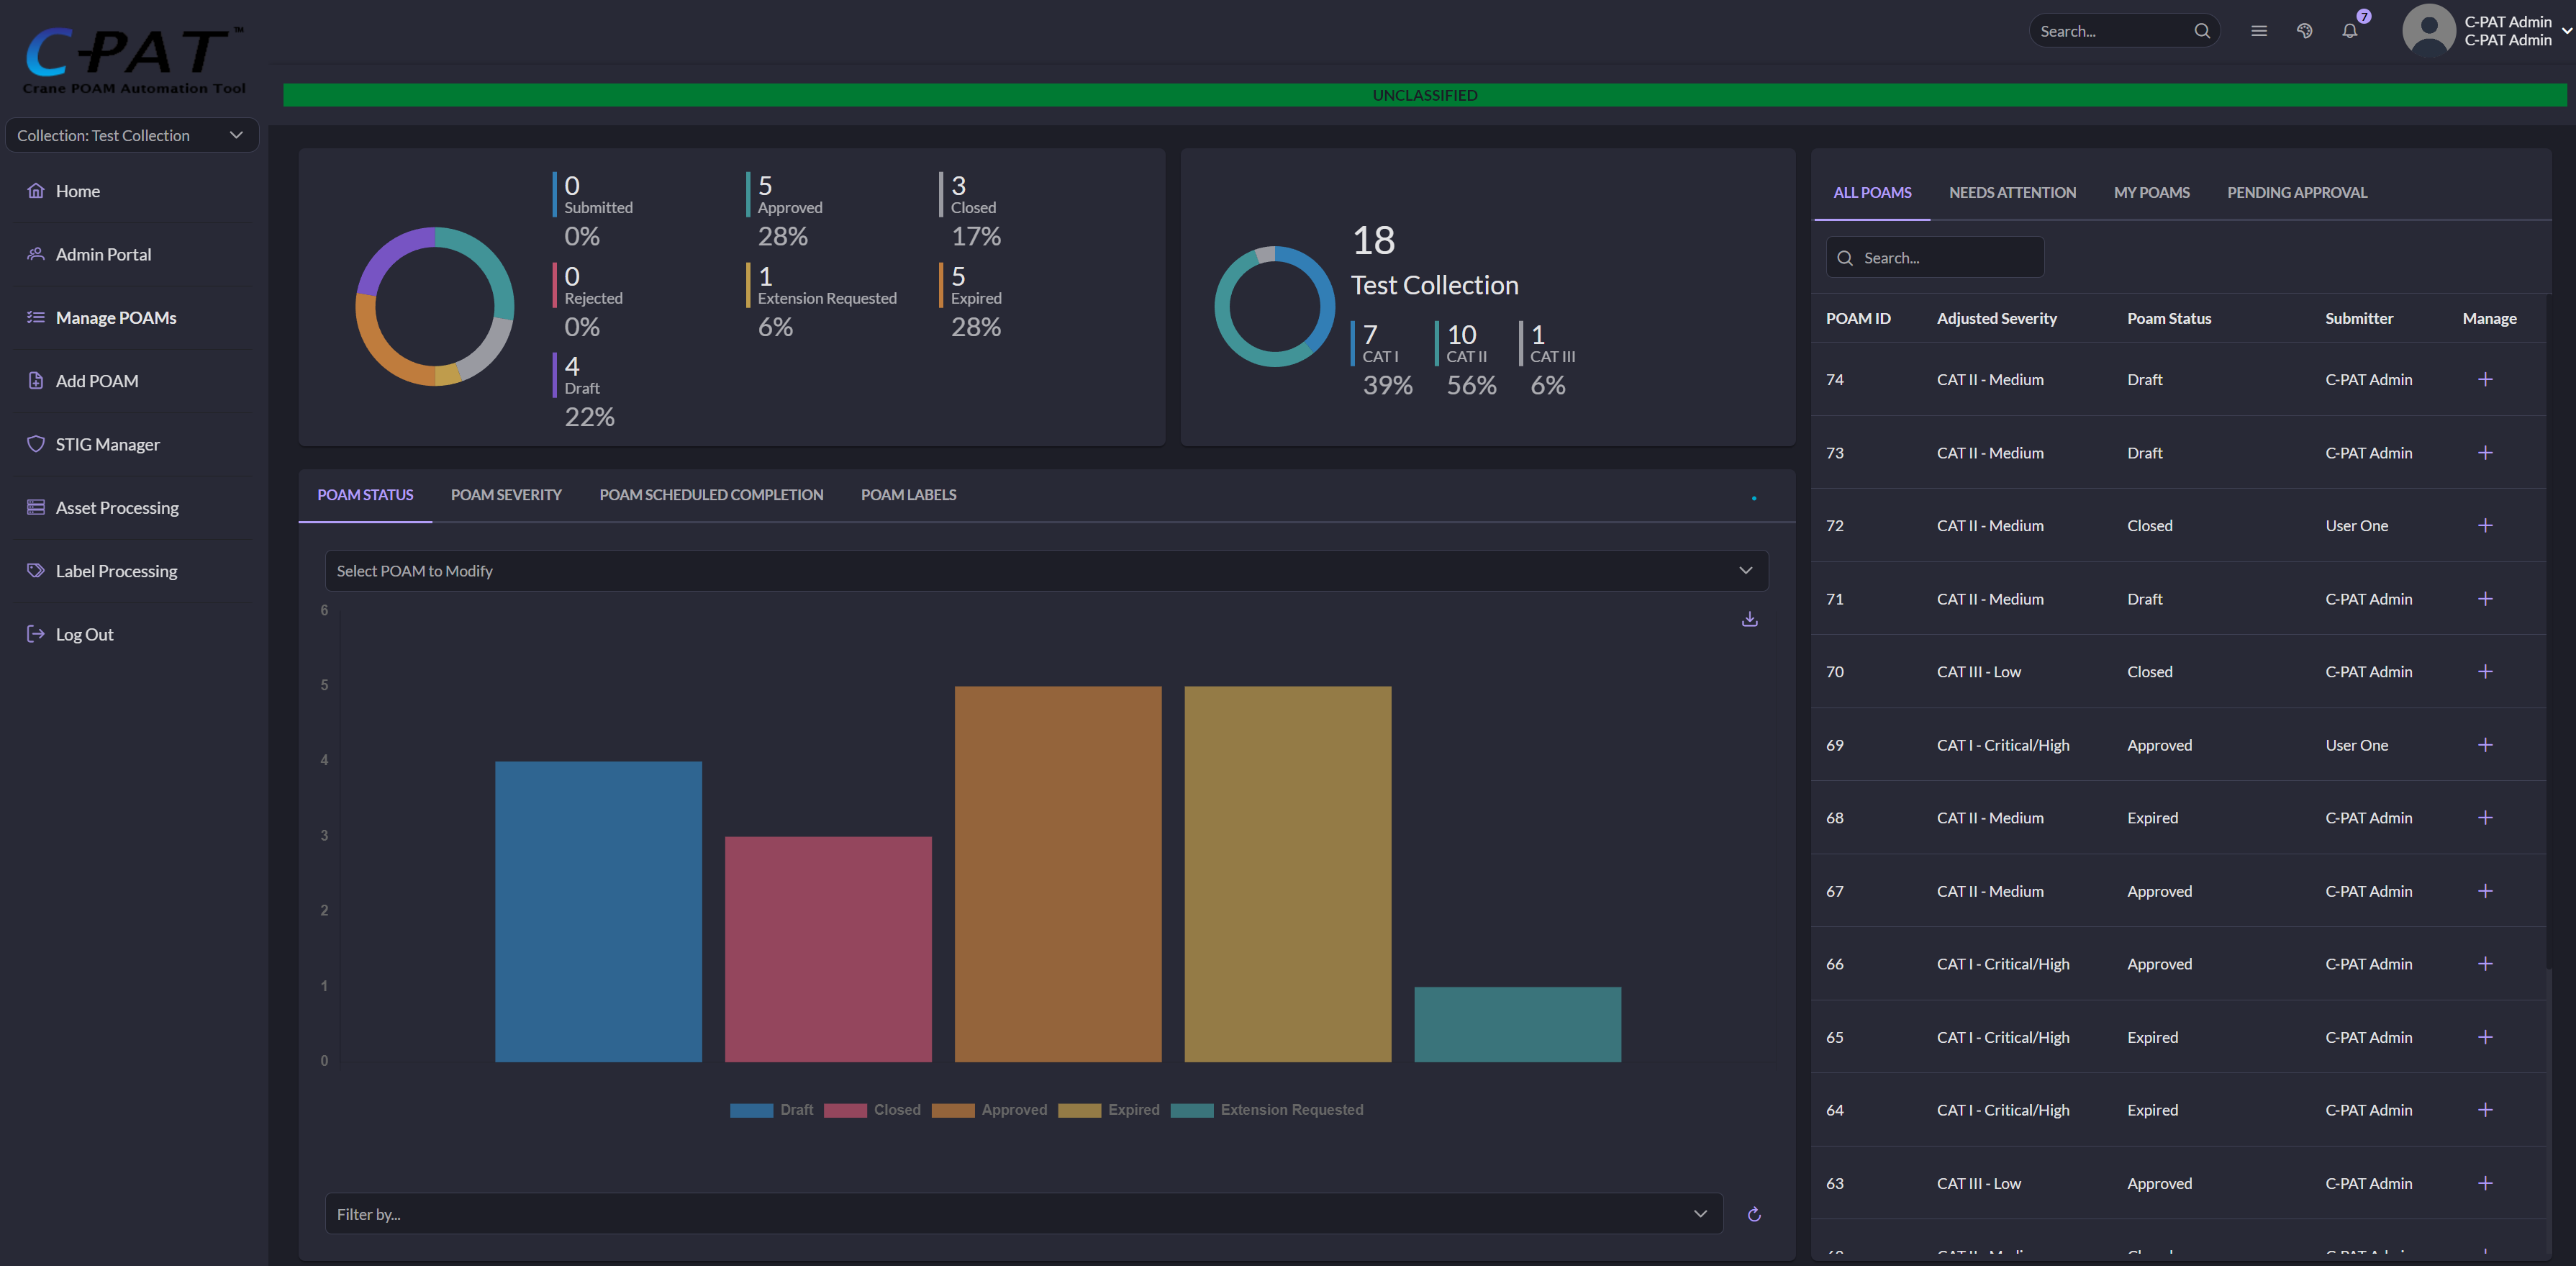 C-PAT™
Crane POAM Automation Tool
Search...
7
C-PAT Admin
C-PAT Admin
UNCLASSIFIED
Collection: Test Collection
Home
Admin Portal
Manage POAMs
Add POAM
STIG Manager
Asset Processing
Label Processing
Log Out
0
Submitted
0%
5
Approved
28%
3
Closed
17%
0
Rejected
0%
1
Extension Requested
6%
5
Expired
28%
4
Draft
22%
18
Test Collection
7
CAT I
39%
10
CAT II
56%
1
CAT III
6%
POAM STATUS POAM SEVERITY POAM SCHEDULED COMPLETION POAM LABELS
Select POAM to Modify
6
5
4
3
2
1
0
Draft Closed Approved Expired Extension Requested
Filter by...
ALL POAMS NEEDS ATTENTION MY POAMS PENDING APPROVAL
Search...
POAM ID Adjusted Severity Poam Status Submitter Manage
74 CAT II - Medium Draft C-PAT Admin
73 CAT II - Medium Draft C-PAT Admin
72 CAT II - Medium Closed User One
71 CAT II - Medium Draft C-PAT Admin
70 CAT III - Low Closed C-PAT Admin
69 CAT I - Critical/High Approved User One
68 CAT II - Medium Expired C-PAT Admin
67 CAT II - Medium Approved C-PAT Admin
66 CAT I - Critical/High Approved C-PAT Admin
65 CAT I - Critical/High Expired C-PAT Admin
64 CAT I - Critical/High Expired C-PAT Admin
63 CAT III - Low Approved C-PAT Admin